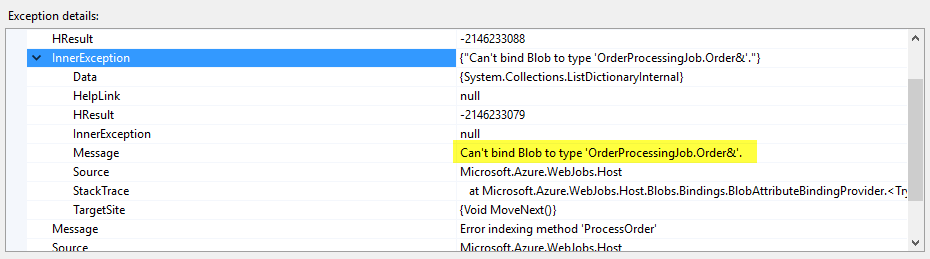 Exception details:
HResult -2146233088
InnerException {"Can't bind Blob to type 'OrderProcessingJob.Order&'."}
Data {System.Collections.ListDictionaryInternal}
HelpLink null
HResult -2146233079
InnerException null
Message Can't bind Blob to type 'OrderProcessingJob.Order&'.
Source Microsoft.Azure.WebJobs.Host
StackTrace at Microsoft.Azure.WebJobs.Host.Blobs.Bindings.BlobAttributeBindingProvider.<Try
TargetSite {Void MoveNext()}
Message Error indexing method 'ProcessOrder'
Source Microsoft.Azure.WebJobs.Host